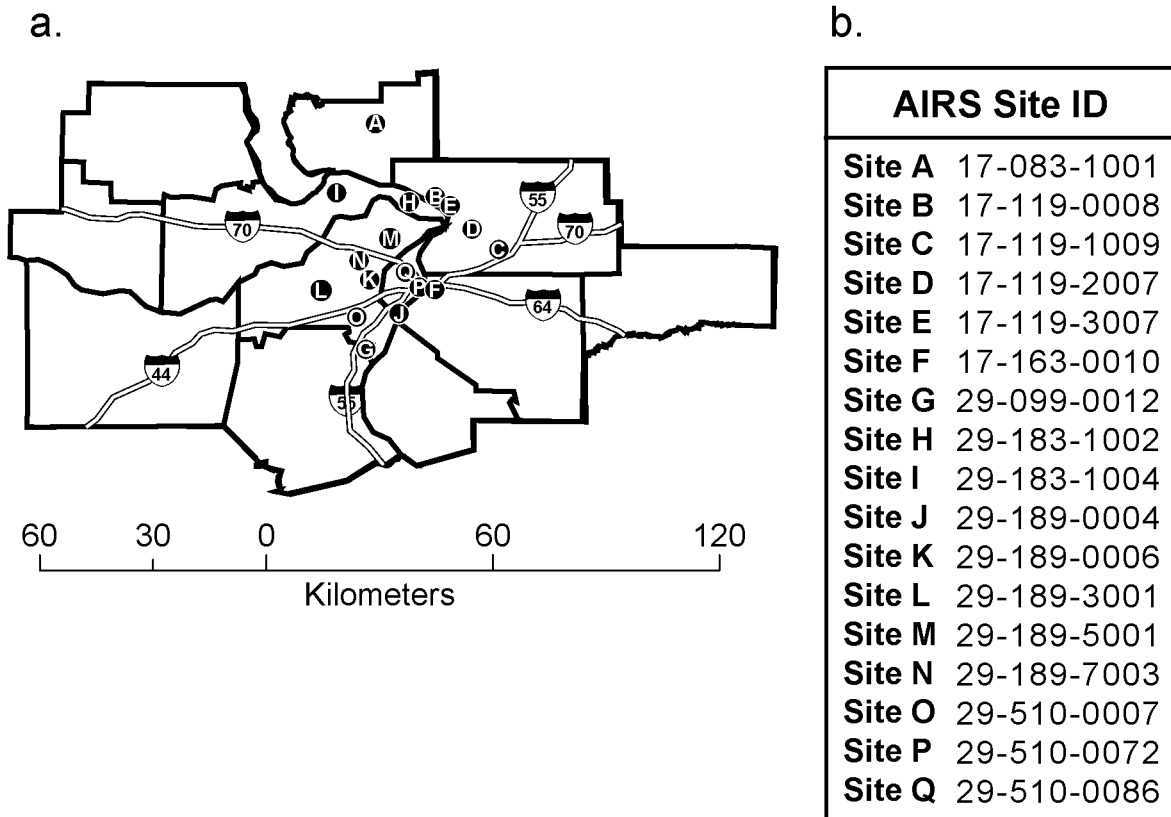 a.
A
I
H
B
E
D
C
M
N
Q
K
L
P
F
O
J
G
70
55
70
64
44
55
60 30 0 60 120
Kilometers
b.
AIRS Site ID
Site A 17-083-1001
Site B 17-119-0008
Site C 17-119-1009
Site D 17-119-2007
Site E 17-119-3007
Site F 17-163-0010
Site G 29-099-0012
Site H 29-183-1002
Site I 29-183-1004
Site J 29-189-0004
Site K 29-189-0006
Site L 29-189-3001
Site M 29-189-5001
Site N 29-189-7003
Site O 29-510-0007
Site P 29-510-0072
Site Q 29-510-0086